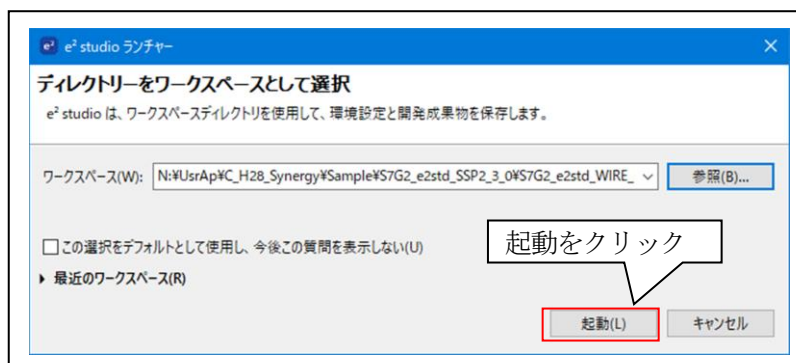 e² studio ランチャー
ディレクトリーをワークスペースとして選択
e² studio は、ワークスペースディレクトリを使用して、環境設定と開発成果物を保存します。
ワークスペース(W): N:¥UsrAp¥C_H28_Synergy¥Sample¥S7G2_e2std_SSP2_3_0¥S7G2_e2std_WIRE_ 参照(B)...
起動をクリック
この選択をデフォルトとして使用し、今後この質問を表示しない(U)
最近のワークスペース(R)
起動(L) キャンセル